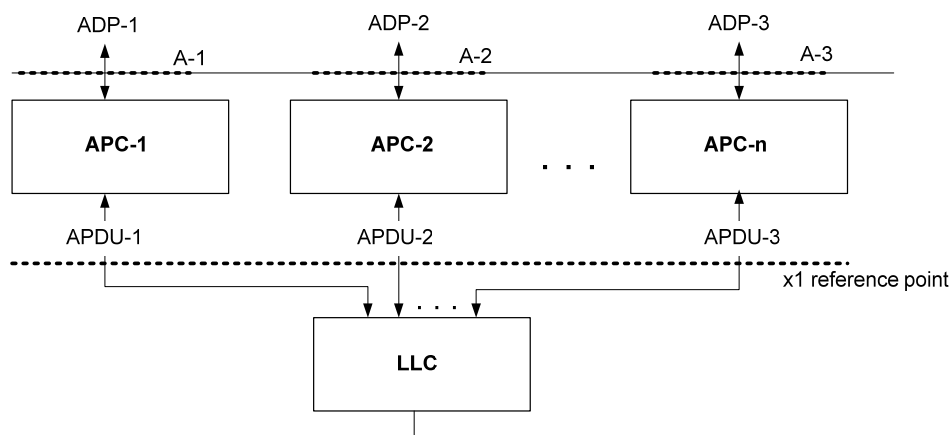 ADP-1 ADP-2 ADP-3
A-1 A-2 A-3
APC-1 APC-2 . . . APC-n
APDU-1 APDU-2 APDU-3
x1 reference point
. . .
LLC